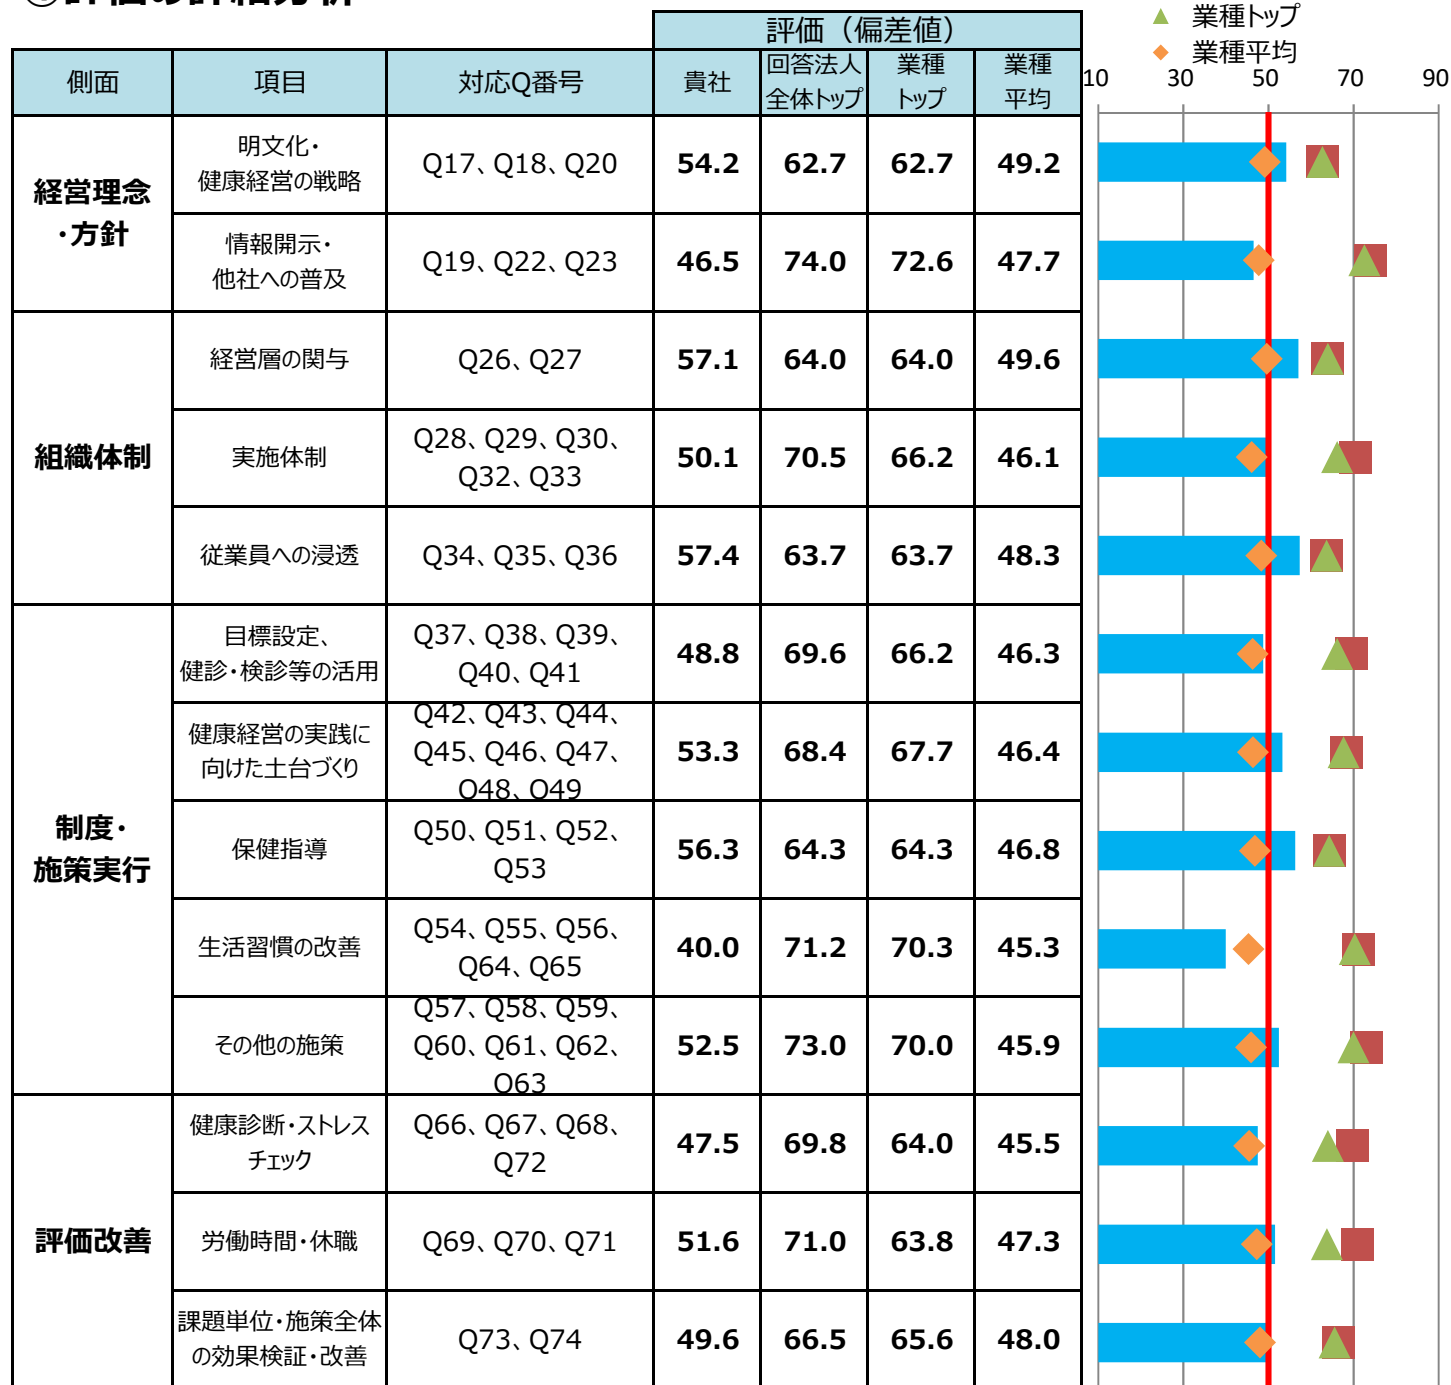 ④評価の詳細分析
評価（偏差値）
側面 項目 対応Q番号 貴社 回答法人全体トップ 業種トップ 業種平均
▲ 業種トップ
◆ 業種平均
10 30 50 70 90
経営理念
・方針
明文化・
健康経営の戦略
Q17、Q18、Q20
54.2 62.7 62.7 49.2
情報開示・
他社への普及
Q19、Q22、Q23
46.5 74.0 72.6 47.7
組織体制
経営層の関与
Q26、Q27
57.1 64.0 64.0 49.6
実施体制
Q28、Q29、Q30、
Q32、Q33
50.1 70.5 66.2 46.1
従業員への浸透
Q34、Q35、Q36
57.4 63.7 63.7 48.3
制度・
施策実行
目標設定、
健診・検診等の活用
Q37、Q38、Q39、
Q40、Q41
48.8 69.6 66.2 46.3
健康経営の実践に
向けた土台づくり
Q42、Q43、Q44、
Q45、Q46、Q47、
Q48、Q49
53.3 68.4 67.7 46.4
保健指導
Q50、Q51、Q52、
Q53
56.3 64.3 64.3 46.8
生活習慣の改善
Q54、Q55、Q56、
Q64、Q65
40.0 71.2 70.3 45.3
その他の施策
Q57、Q58、Q59、
Q60、Q61、Q62、
Q63
52.5 73.0 70.0 45.9
評価改善
健康診断・ストレス
チェック
Q66、Q67、Q68、
Q72
47.5 69.8 64.0 45.5
労働時間・休職
Q69、Q70、Q71
51.6 71.0 63.8 47.3
課題単位・施策全体
の効果検証・改善
Q73、Q74
49.6 66.5 65.6 48.0